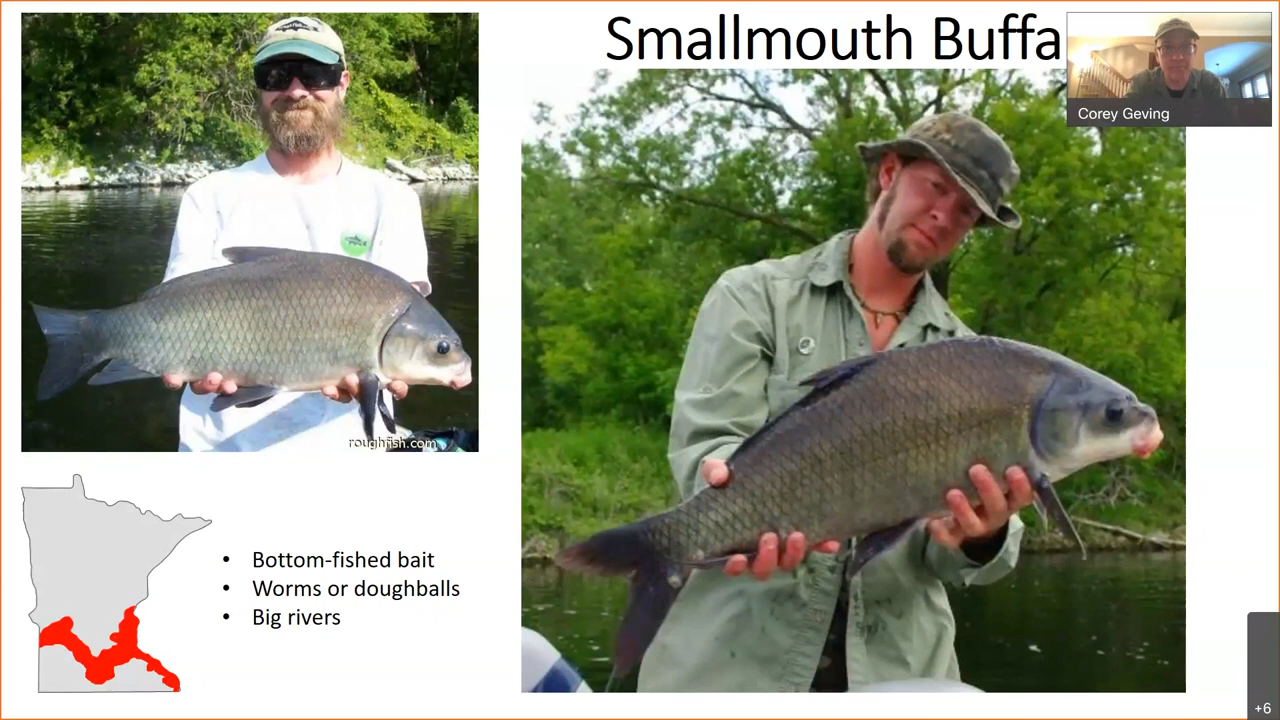 Smallmouth Buffa
Corey Geving
roughfish.com
• Bottom-fished bait
• Worms or doughballs
• Big rivers
+6